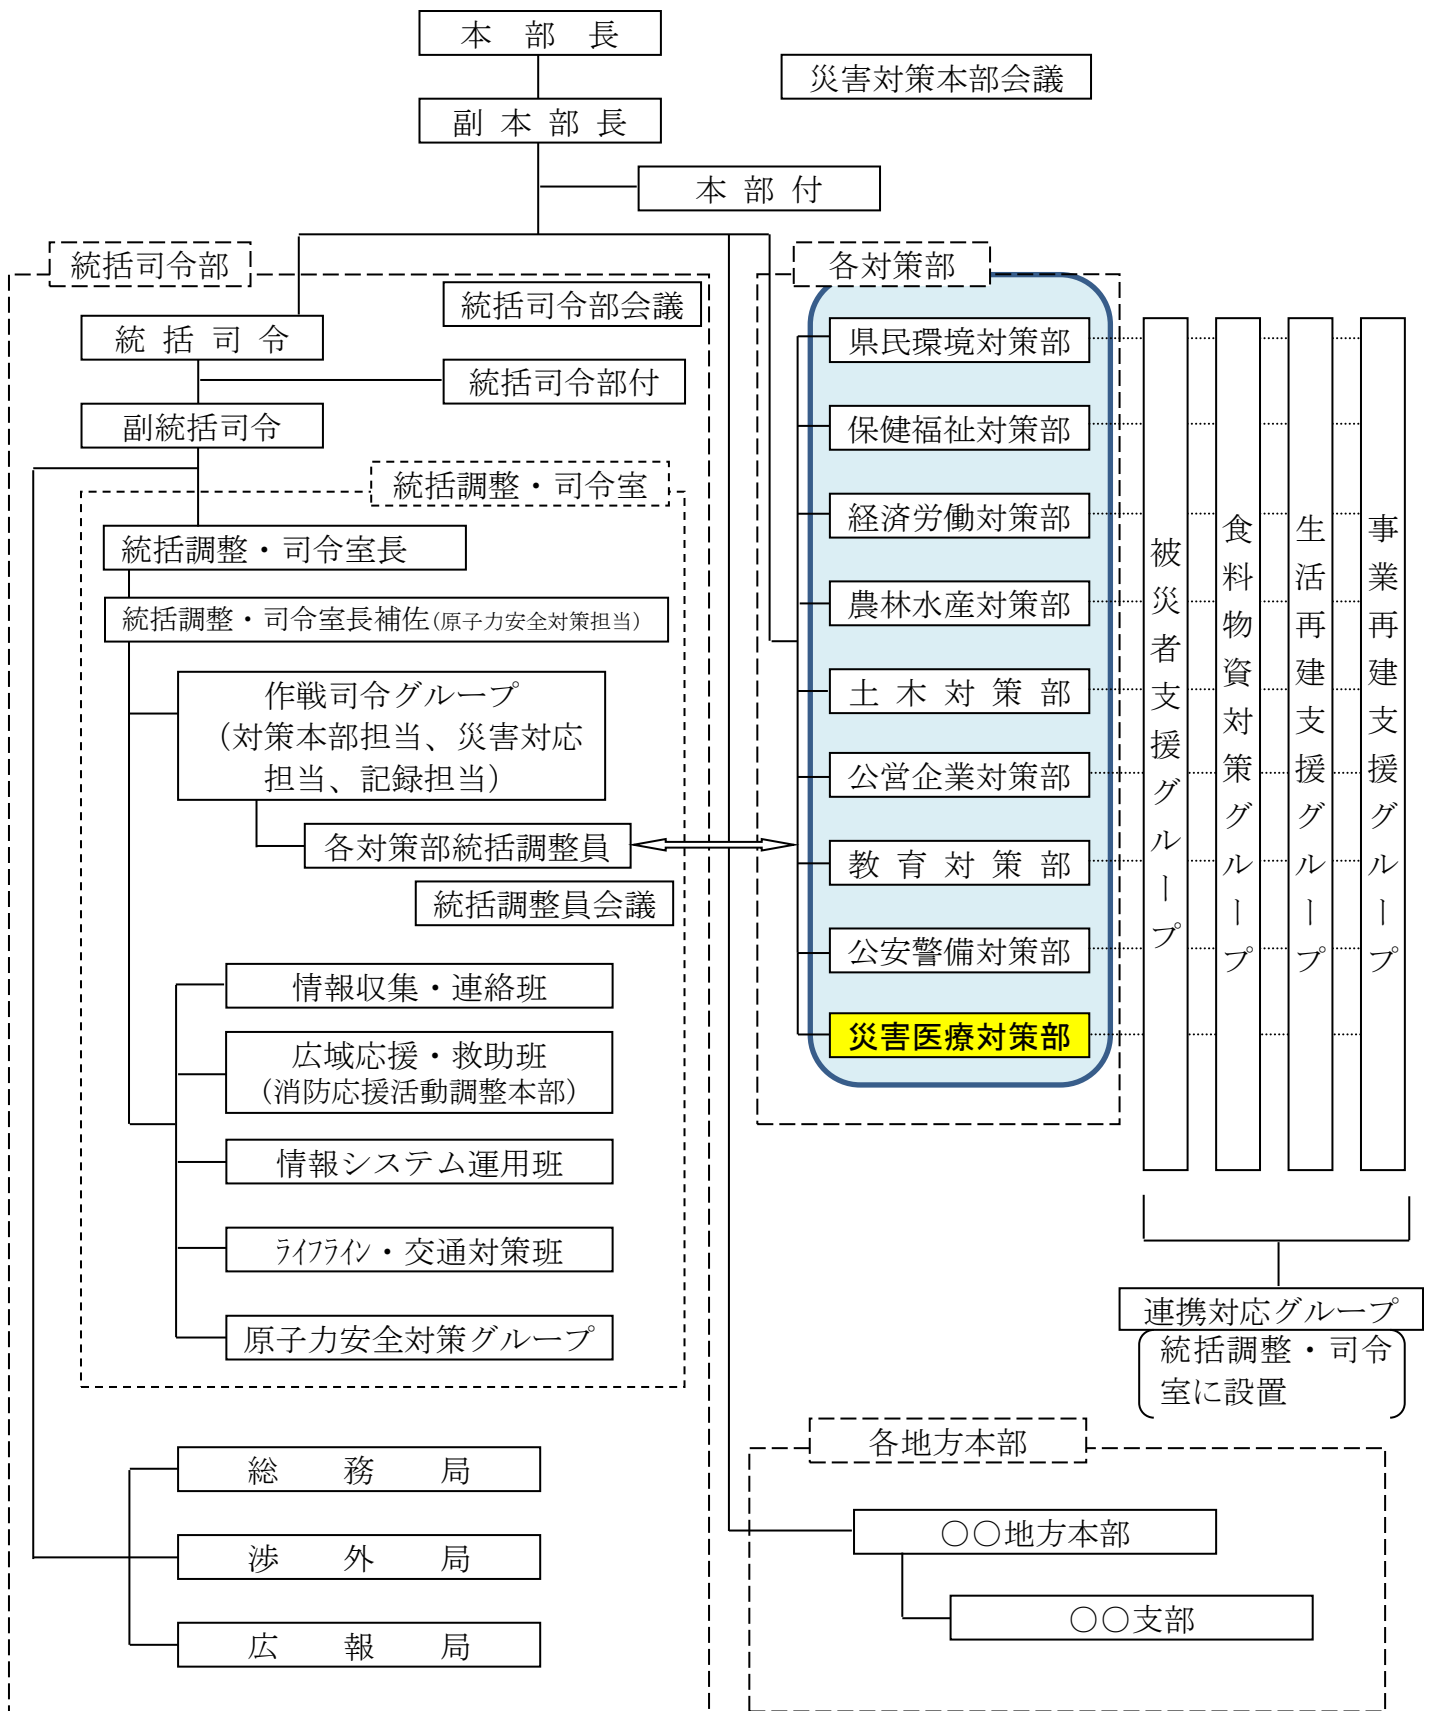 本部長
災害対策本部会議
副本部長
本部付
統括司令部
統括司令部会議
統括司令
統括司令部付
副統括司令
統括調整・司令室
統括調整・司令室長
統括調整・司令室長補佐(原子力安全対策担当)
作戦司令グループ
（対策本部担当、災害対応
担当、記録担当）
各対策部統括調整員
統括調整員会議
情報収集・連絡班
広域応援・救助班
（消防応援活動調整本部）
情報システム運用班
ﾗｲﾌﾗｲﾝ・交通対策班
原子力安全対策グループ
総務局
渉外局
広報局
各対策部
県民環境対策部
保健福祉対策部
経済労働対策部
農林水産対策部
土木対策部
公営企業対策部
教育対策部
公安警備対策部
災害医療対策部
被災者支援グループ
食料物資対策グループ
生活再建支援グループ
事業再建支援グループ
連携対応グループ
統括調整・司令
室に設置
各地方本部
○○地方本部
○○支部